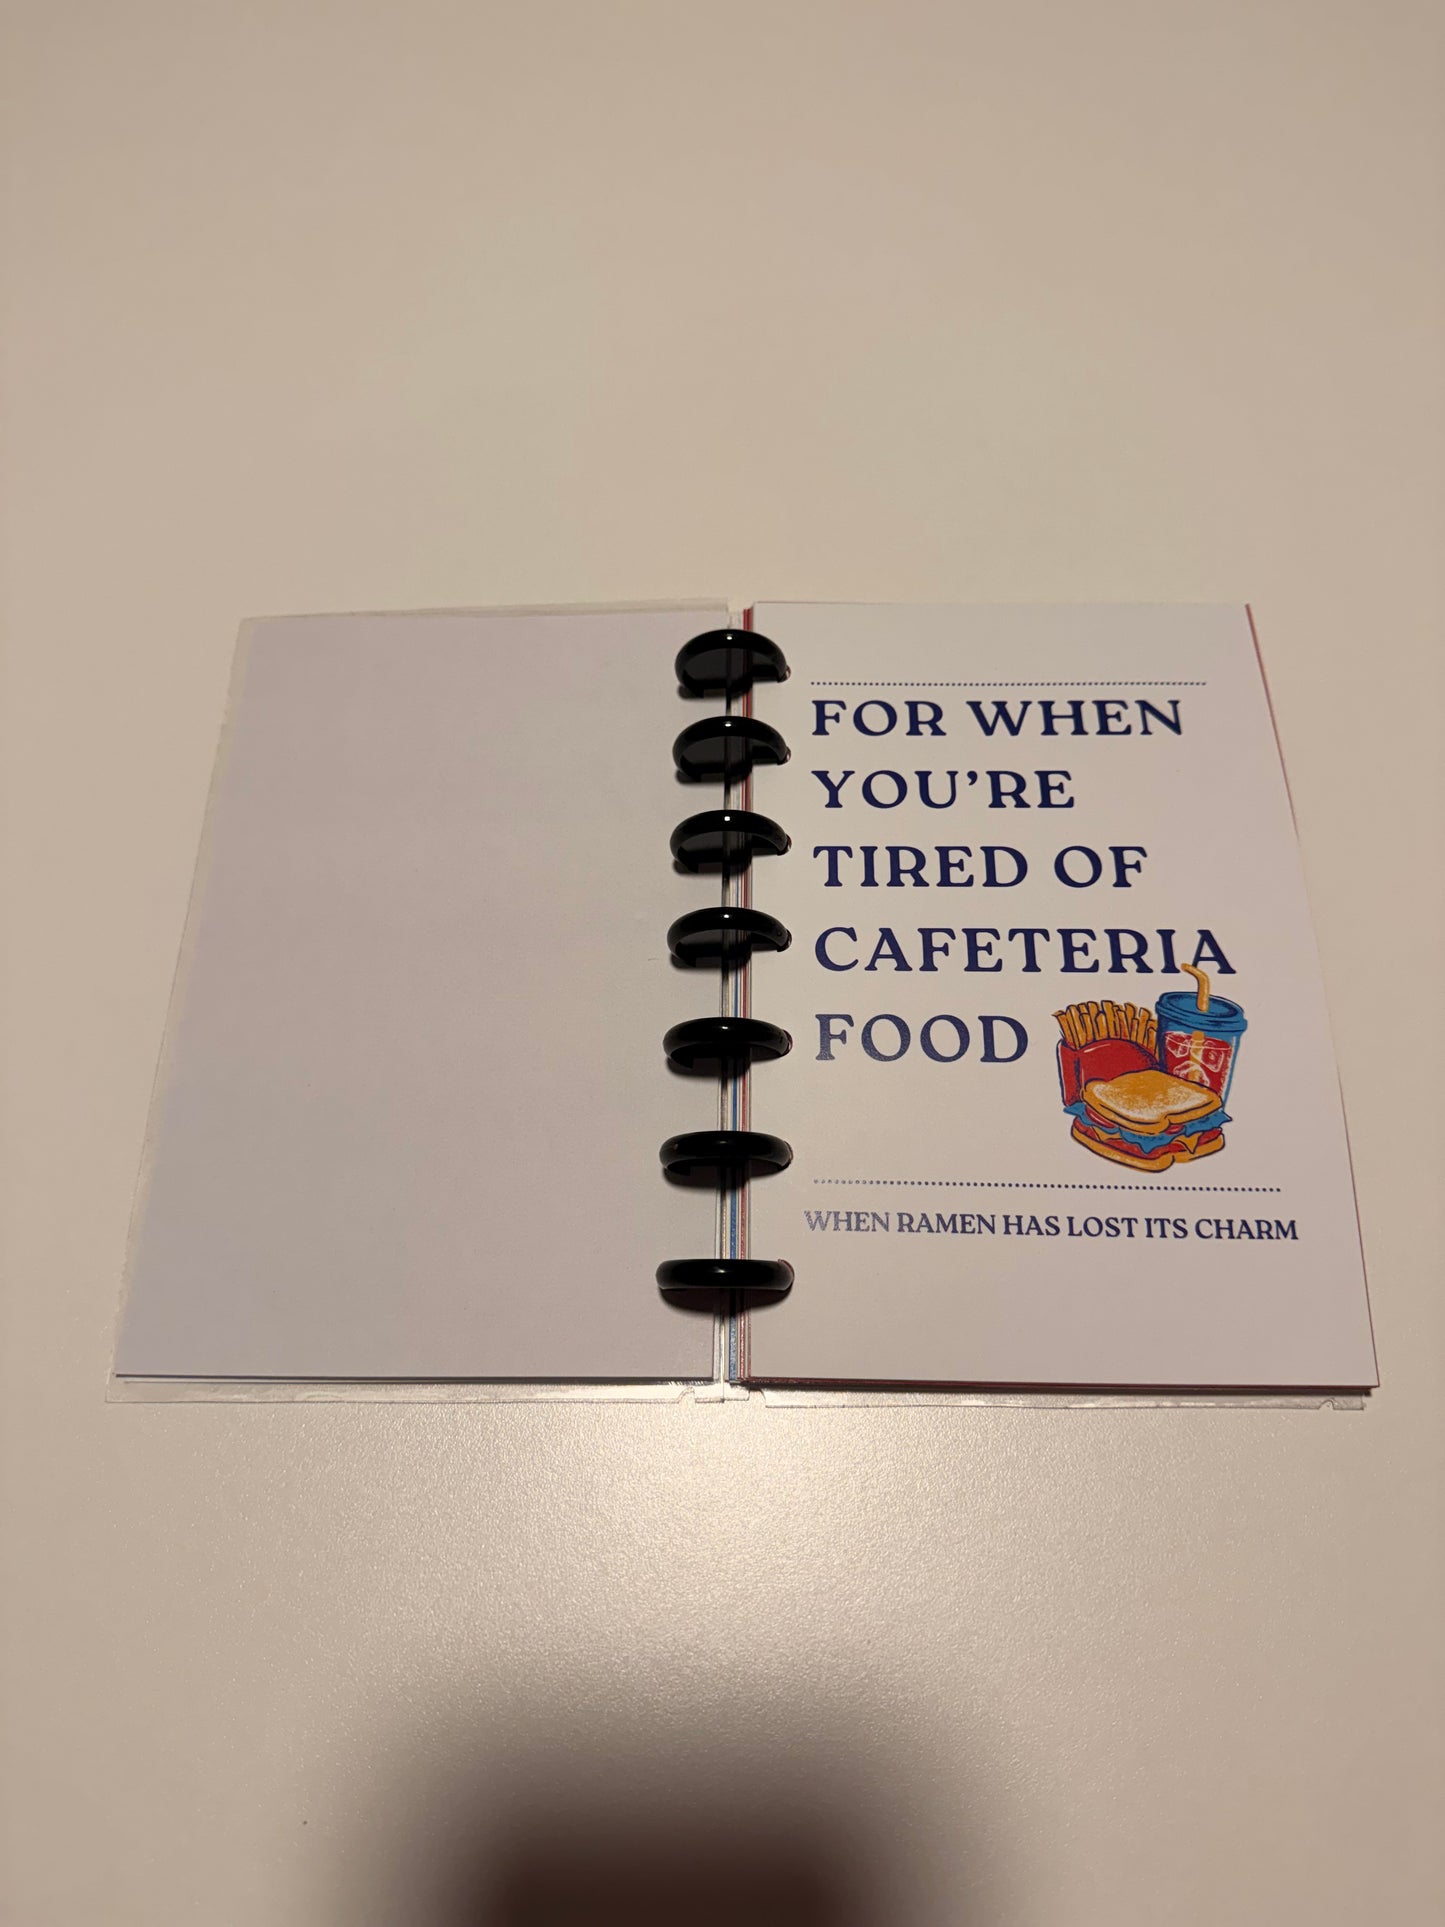 FOR WHEN
YOU'RE
TIRED OF
CAFETERIA
FOOD
WHEN RAMEN HAS LOST ITS CHARM